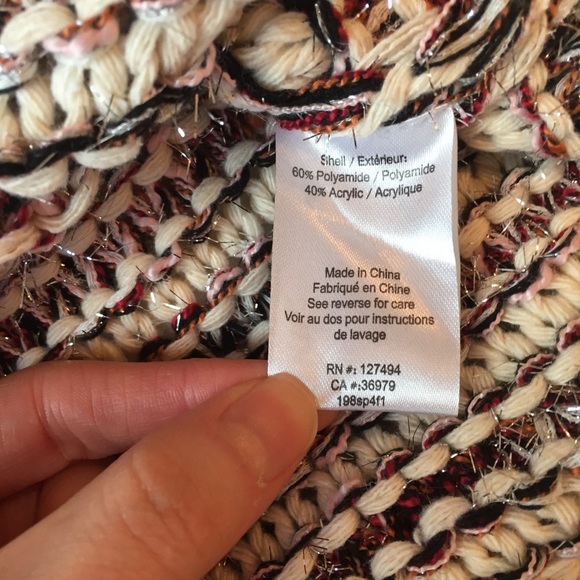 Shell / Extérieur:
60% Polyamide / Polyamide
40% Acrylic / Acrylique
Made in China
Fabriqué en Chine
See reverse for care
Voir au dos pour instructions
de lavage
RN #: 127494
CA #:36979
198sp4f1